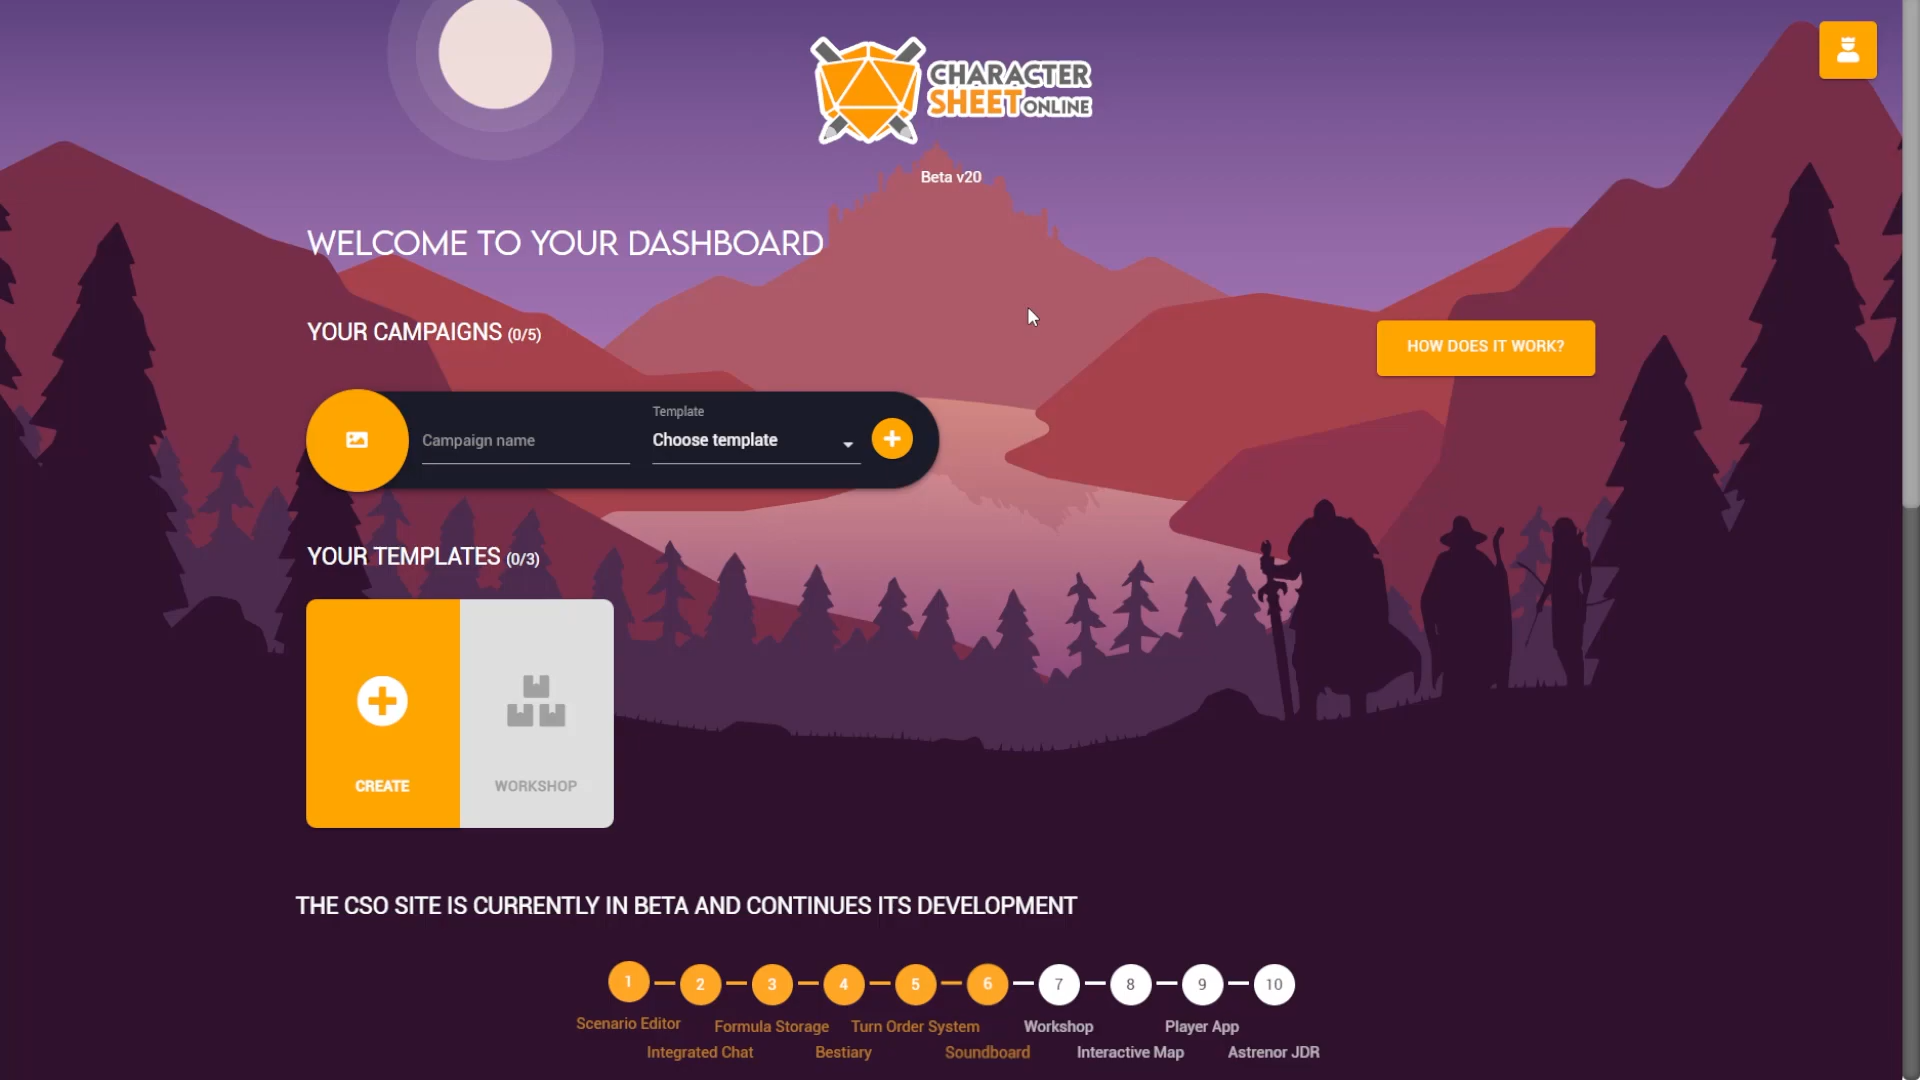 CHARACTER
SHEET ONLINE
Beta v20
WELCOME TO YOUR DASHBOARD
YOUR CAMPAIGNS (0/5)
HOW DOES IT WORK?
Template
Campaign name
Choose template
YOUR TEMPLATES (0/3)
CREATE
WORKSHOP
THE CSO SITE IS CURRENTLY IN BETA AND CONTINUES ITS DEVELOPMENT
1 2 3 4 5 6 7 8 9 10
Scenario Editor Formula Storage Turn Order System Workshop Player App
Integrated Chat Bestiary Soundboard Interactive Map Astrenor JDR